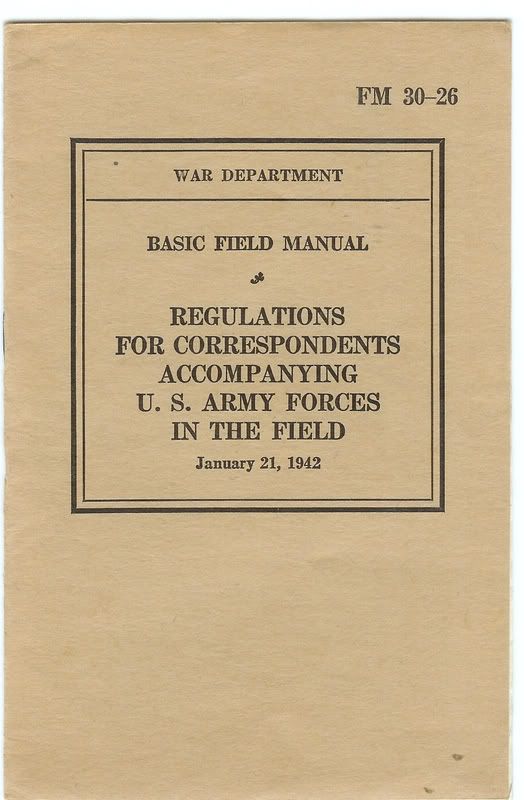 FM 30–26
WAR DEPARTMENT
BASIC FIELD MANUAL
REGULATIONS
FOR CORRESPONDENTS
ACCOMPANYING
U. S. ARMY FORCES
IN THE FIELD
January 21, 1942